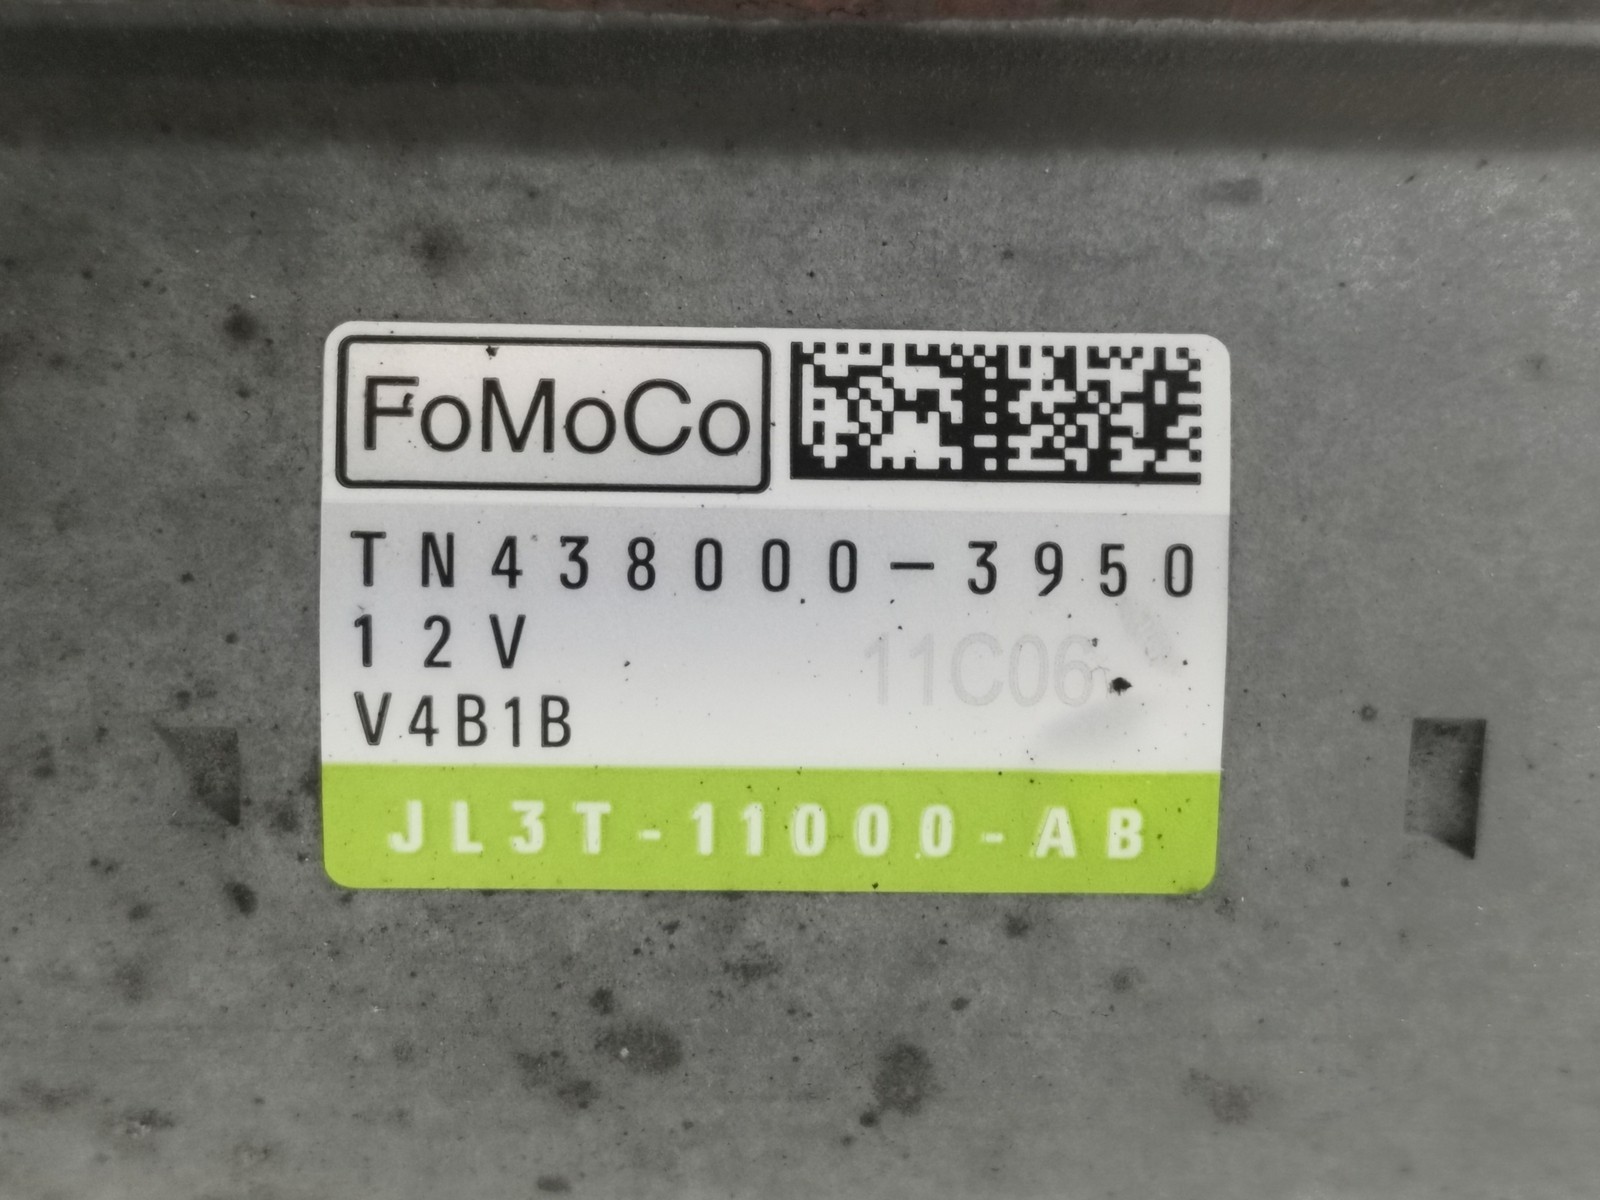 FoMoCo
TN438000-3950
12V
11C06
V4B1B
JL3T-11000-AB